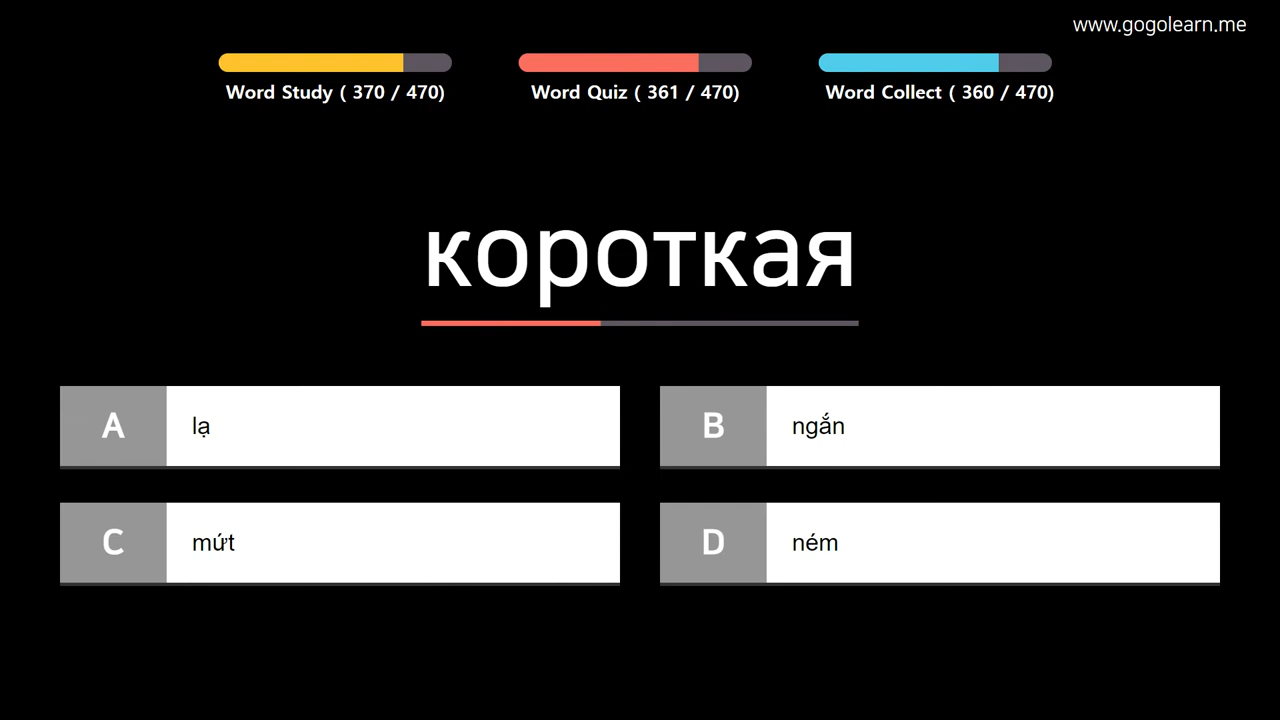 www.gogolearn.me
Word Study ( 370 / 470)
Word Quiz ( 361 / 470)
Word Collect ( 360 / 470)
короткая
A lạ
B ngắn
C mứt
D ném